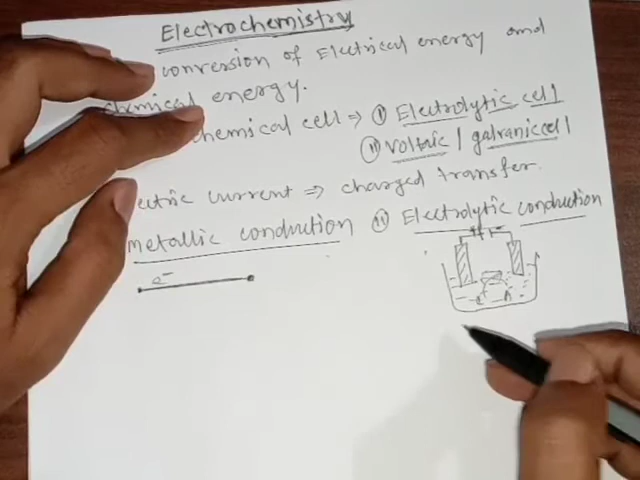 Electrochemistry
conversion of Electrical energy and
chemical energy.
chemical cell ⇒ (i) Electrolytic cell
(ii) voltaic / galvanic cell
ctric current ⇒ charged transfer.
metallic conduction (ii) Electrolytic conduction
e⁻